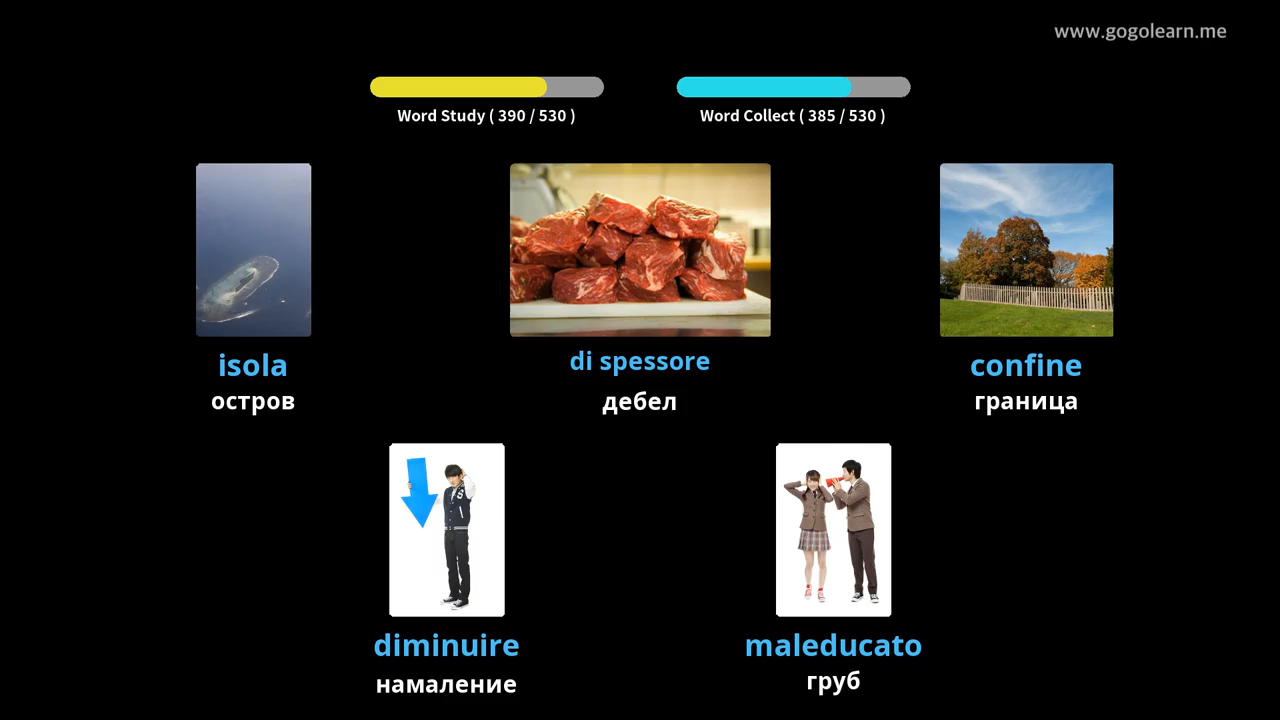 www.gogolearn.me
Word Study ( 390 / 530 )
Word Collect ( 385 / 530 )
isola
остров
di spessore
дебел
confine
граница
diminuire
намаление
maleducato
груб